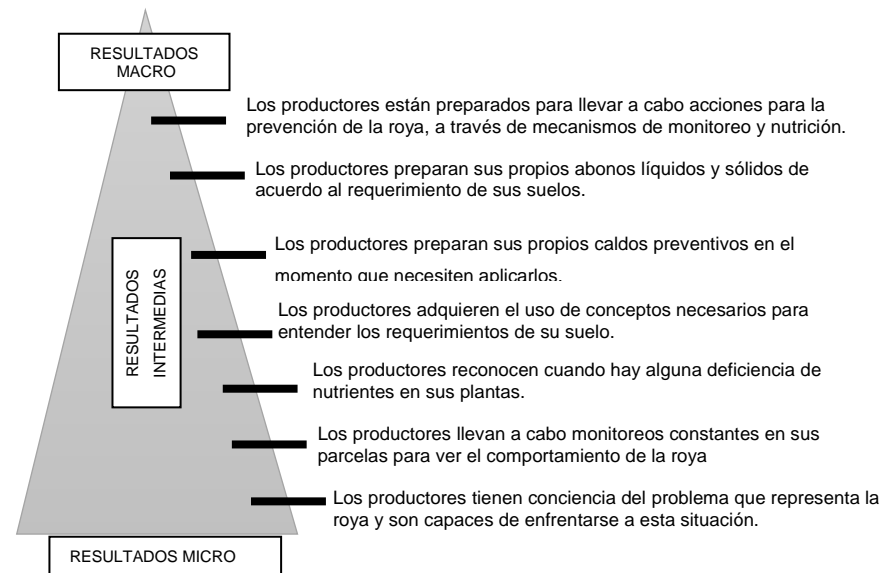 RESULTADOS
MACRO
Los productores están preparados para llevar a cabo acciones para la
prevención de la roya, a través de mecanismos de monitoreo y nutrición.
Los productores preparan sus propios abonos líquidos y sólidos de
acuerdo al requerimiento de sus suelos.
Los productores preparan sus propios caldos preventivos en el
momento que necesiten aplicarlos.
RESULTADOS
INTERMEDIAS
Los productores adquieren el uso de conceptos necesarios para
entender los requerimientos de su suelo.
Los productores reconocen cuando hay alguna deficiencia de
nutrientes en sus plantas.
Los productores llevan a cabo monitoreos constantes en sus
parcelas para ver el comportamiento de la roya
Los productores tienen conciencia del problema que representa la
roya y son capaces de enfrentarse a esta situación.
RESULTADOS MICRO